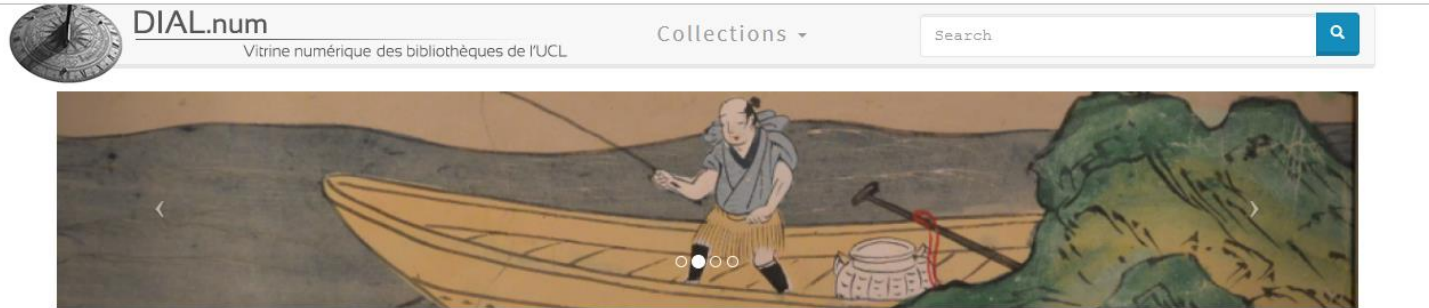 DIAL.num
Vitrine numérique des bibliothèques de l'UCL
Collections
Search